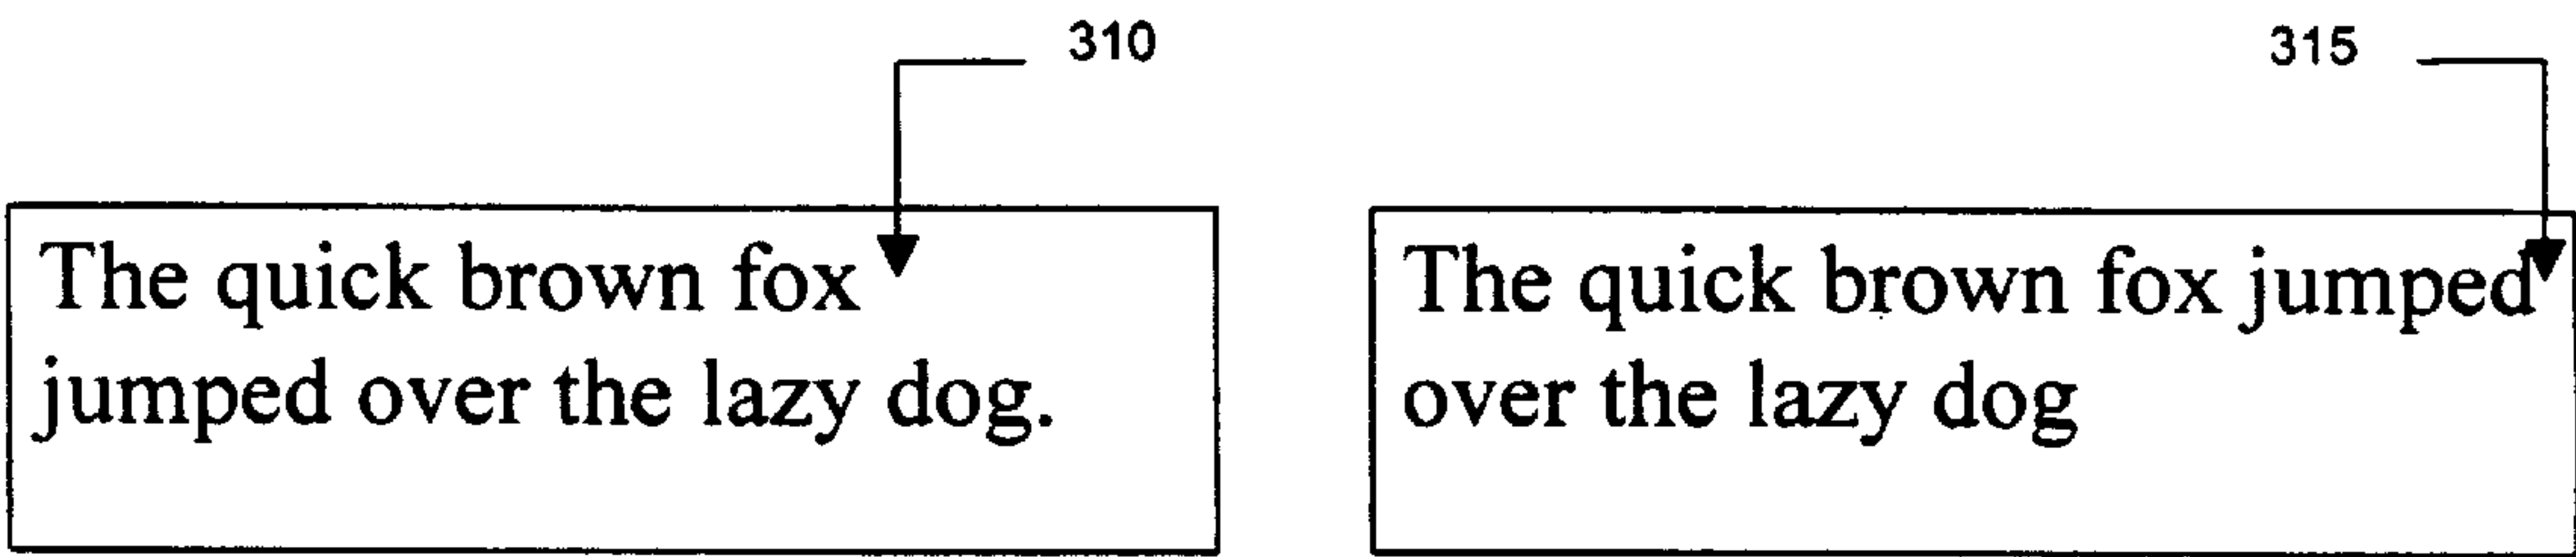 310
The quick brown fox
jumped over the lazy dog.
315
The quick brown fox jumped
over the lazy dog